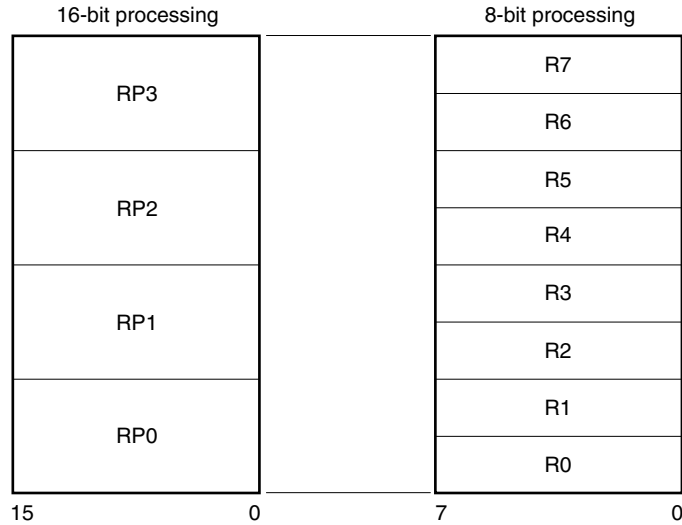 16-bit processing
8-bit processing
RP3
RP2
RP1
RP0
R7
R6
R5
R4
R3
R2
R1
R0
15 0
7 0